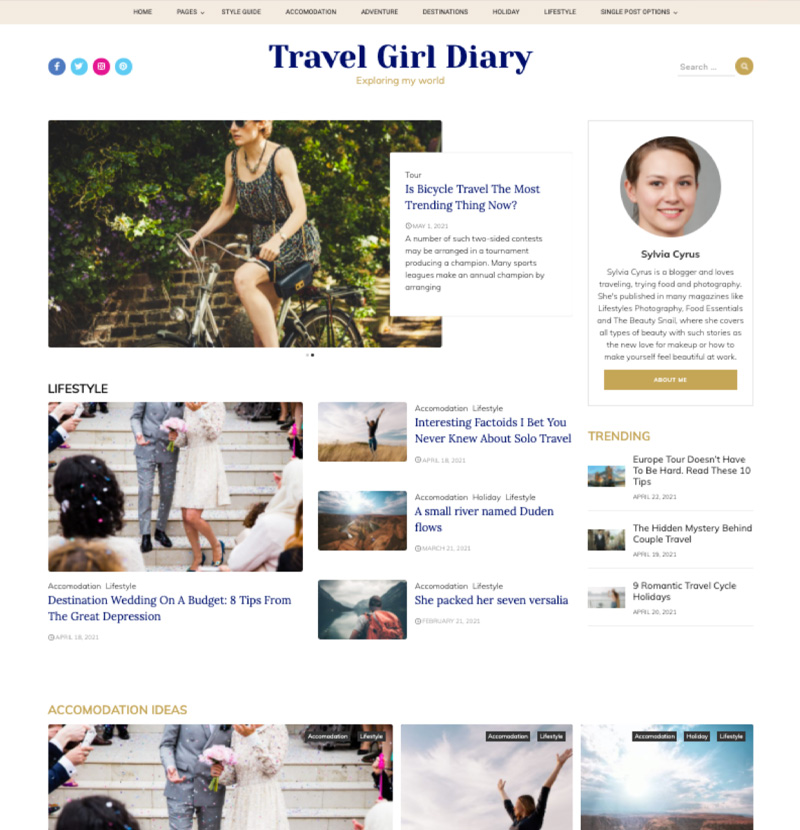 HOME PAGES STYLE GUIDE ACCOMODATION ADVENTURE DESTINATIONS HOLIDAY LIFESTYLE SINGLE POST OPTIONS
Travel Girl Diary
Exploring my world
Search ...
Tour
Is Bicycle Travel The Most
Trending Thing Now?
MAY 1, 2021
A number of such two-sided contests
may be arranged in a tournament
producing a champion. Many sports
leagues make an annual champion by
arranging
Sylvia Cyrus
Sylvia Cyrus is a blogger and loves
traveling, trying food and photography.
She's published in many magazines like
Lifestyles Photography, Food Essentials
and The Beauty Snail, where she covers
all types of beauty with such stories as
the new love for makeup or how to
make yourself feel beautiful at work.
ABOUT ME
LIFESTYLE
Accomodation Lifestyle
Destination Wedding On A Budget: 8 Tips From
The Great Depression
APRIL 18, 2021
Accomodation Lifestyle
Interesting Factoids I Bet You
Never Knew About Solo Travel
APRIL 18, 2021
Accomodation Holiday Lifestyle
A small river named Duden
flows
MARCH 21, 2021
Accomodation Lifestyle
She packed her seven versalia
FEBRUARY 21, 2021
TRENDING
Europe Tour Doesn't Have
To Be Hard. Read These 10
Tips
APRIL 22, 2021
The Hidden Mystery Behind
Couple Travel
APRIL 19, 2021
9 Romantic Travel Cycle
Holidays
APRIL 20, 2021
ACCOMODATION IDEAS
Accomodation Lifestyle
Accomodation Lifestyle
Accomodation Holiday Lifestyle